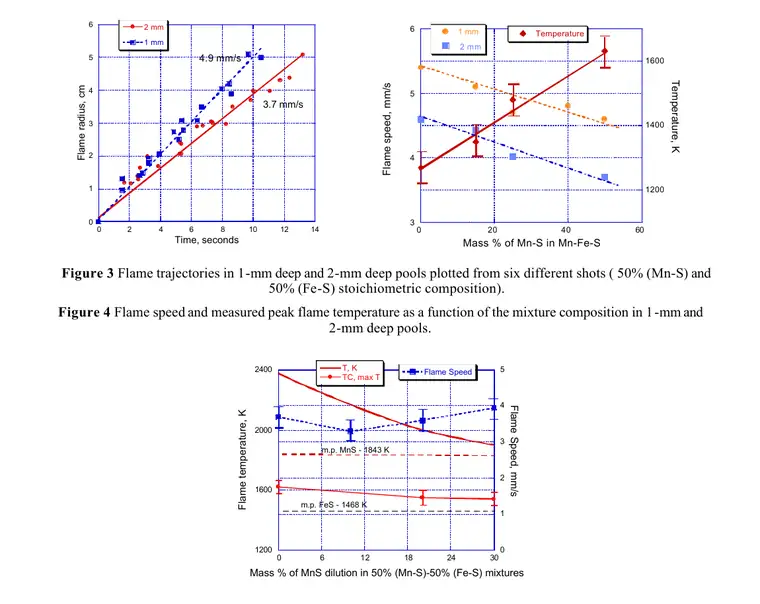 6
2 mm
1 mm
5
4.9 mm/s
4
3.7 mm/s
3
2
1
0
0 2 4 6 8 10 12 14
Flame radius, cm
Time, seconds
6
1 mm
2 mm
Temperature
1600
5
1400
4
1200
3
0 20 40 60
Flame speed, mm/s
Temperature, K
Mass % of Mn-S in Mn-Fe-S
Figure 3 Flame trajectories in 1-mm deep and 2-mm deep pools plotted from six different shots ( 50% (Mn-S) and
50% (Fe-S) stoichiometric composition).
Figure 4 Flame speed and measured peak flame temperature as a function of the mixture composition in 1-mm and
2-mm deep pools.
2400
T, K
TC, max T
Flame Speed
5
4
2000
3
m.p. MnS - 1843 K
2
1600
m.p. FeS - 1468 K
1
1200
0
0 6 12 18 24 30
Flame temperature, K
Flame Speed, mm/s
Mass % of MnS dilution in 50% (Mn-S)-50% (Fe-S) mixtures